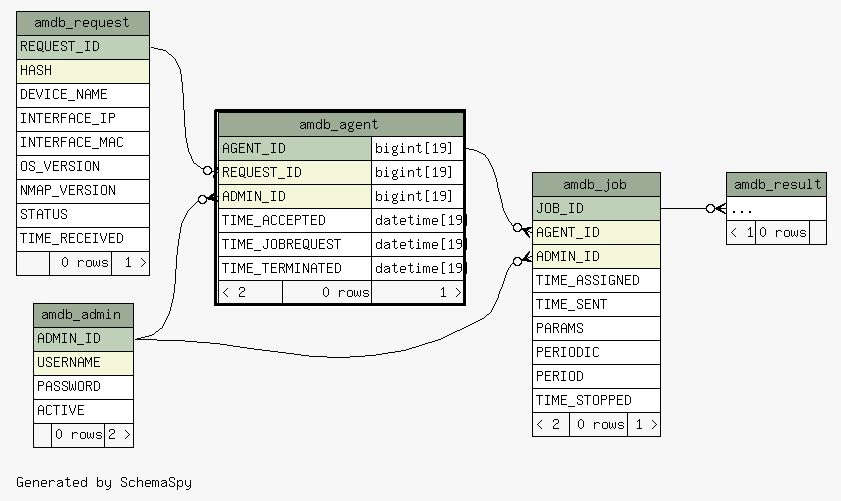 amdb_request
REQUEST_ID
HASH
DEVICE_NAME
INTERFACE_IP
INTERFACE_MAC
OS_VERSION
NMAP_VERSION
STATUS
TIME_RECEIVED
0 rows 1 >
amdb_admin
ADMIN_ID
USERNAME
PASSWORD
ACTIVE
0 rows 2 >
amdb_agent
AGENT_ID bigint[19]
REQUEST_ID bigint[19]
ADMIN_ID bigint[19]
TIME_ACCEPTED datetime[19]
TIME_JOBREQUEST datetime[19]
TIME_TERMINATED datetime[19]
< 2 0 rows 1 >
amdb_job
JOB_ID
AGENT_ID
ADMIN_ID
TIME_ASSIGNED
TIME_SENT
PARAMS
PERIODIC
PERIOD
TIME_STOPPED
< 2 0 rows 1 >
amdb_result
...
< 1 0 rows
Generated by SchemaSpy